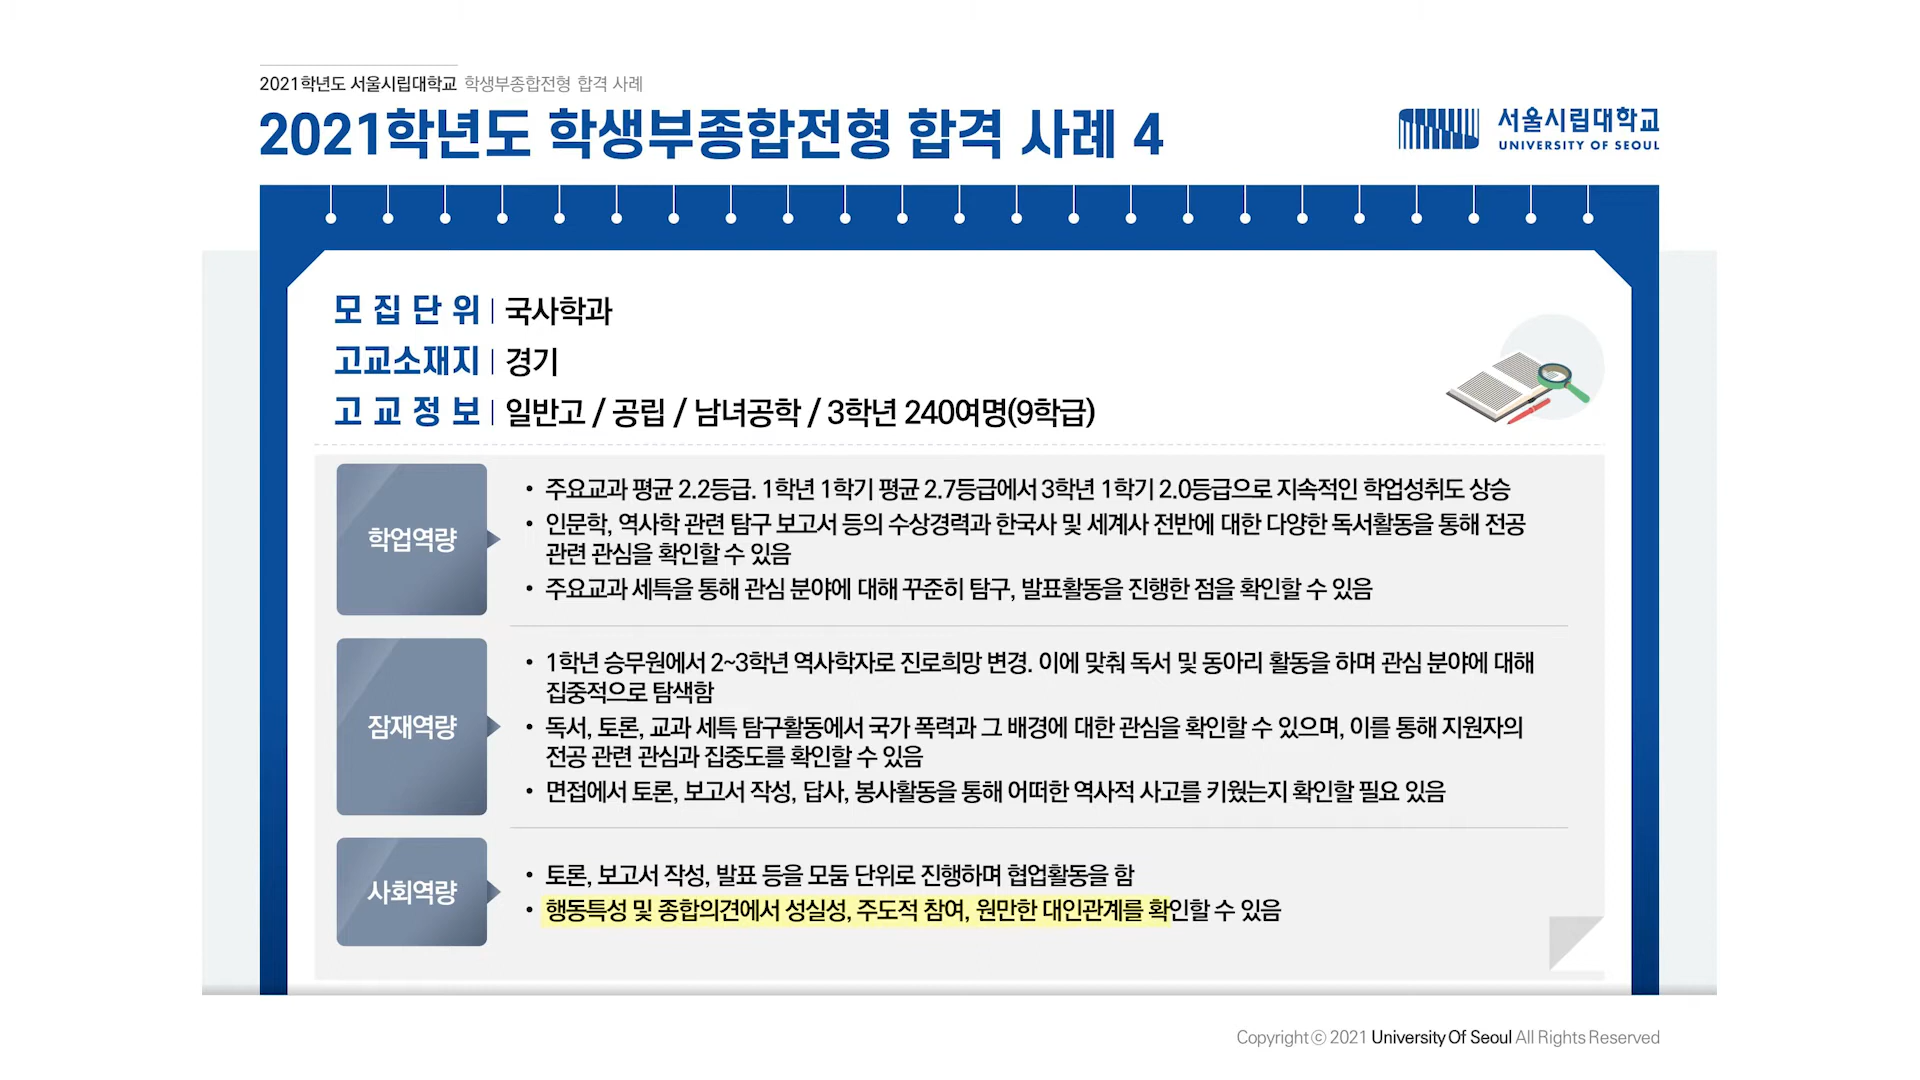 2021학년도 서울시립대학교 학생부종합전형 합격 사례
2021학년도 학생부종합전형 합격 사례 4
서울시립대학교
UNIVERSITY OF SEOUL
모집단위 | 국사학과
고교소재지 | 경기
고교정보 | 일반고 / 공립 / 남녀공학 / 3학년 240여명(9학급)
학업역량
• 주요교과 평균 2.2등급. 1학년 1학기 평균 2.7등급에서 3학년 1학기 2.0등급으로 지속적인 학업성취도 상승
• 인문학, 역사학 관련 탐구 보고서 등의 수상경력과 한국사 및 세계사 전반에 대한 다양한 독서활동을 통해 전공
관련 관심을 확인할 수 있음
• 주요교과 세특을 통해 관심 분야에 대해 꾸준히 탐구, 발표활동을 진행한 점을 확인할 수 있음
잠재역량
• 1학년 승무원에서 2~3학년 역사학자로 진로희망 변경. 이에 맞춰 독서 및 동아리 활동을 하며 관심 분야에 대해
집중적으로 탐색함
• 독서, 토론, 교과 세특 탐구활동에서 국가 폭력과 그 배경에 대한 관심을 확인할 수 있으며, 이를 통해 지원자의
전공 관련 관심과 집중도를 확인할 수 있음
• 면접에서 토론, 보고서 작성, 답사, 봉사활동을 통해 어떠한 역사적 사고를 키웠는지 확인할 필요 있음
사회역량
• 토론, 보고서 작성, 발표 등을 모둠 단위로 진행하며 협업활동을 함
• 행동특성 및 종합의견에서 성실성, 주도적 참여, 원만한 대인관계를 확인할 수 있음
Copyrightⓒ 2021 University Of Seoul All Rights Reserved